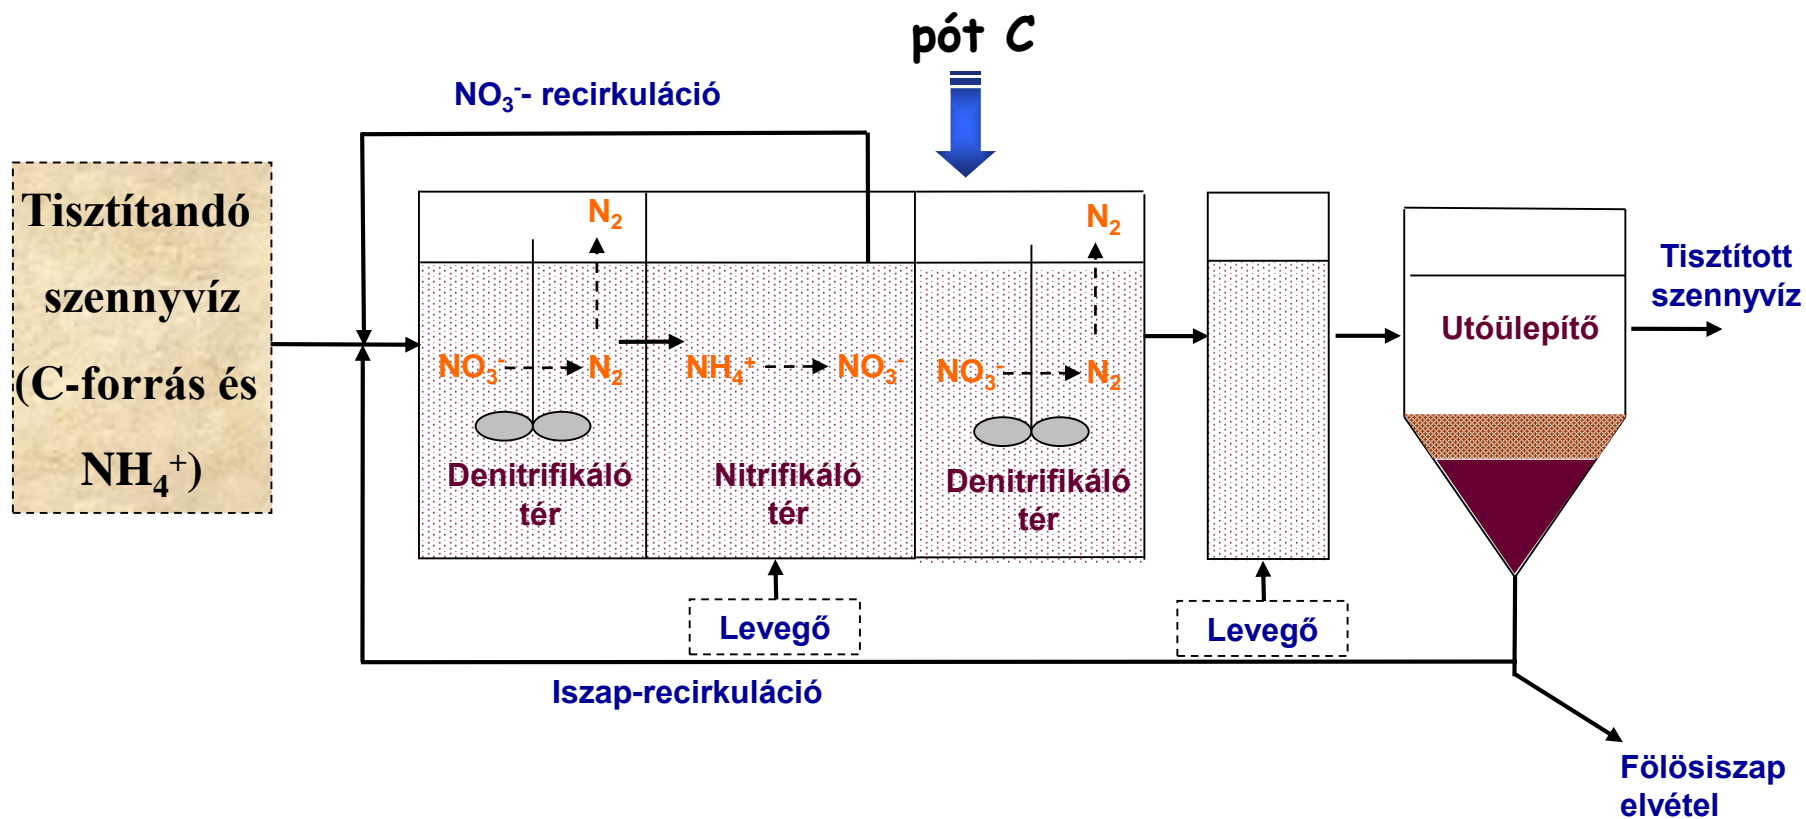 pót C
NO₃⁻- recirkuláció
Tisztítandó
szennyvíz
(C-forrás és
NH₄⁺)
N₂
NO₃⁻
N₂
Denitrifikáló
tér
NH₄⁺
NO₃⁻
Nitrifikáló
tér
N₂
NO₃⁻
N₂
Denitrifikáló
tér
Utóülepítő
Tisztított
szennyvíz
Levegő
Levegő
Iszap-recirkuláció
Fölösiszap
elvétel